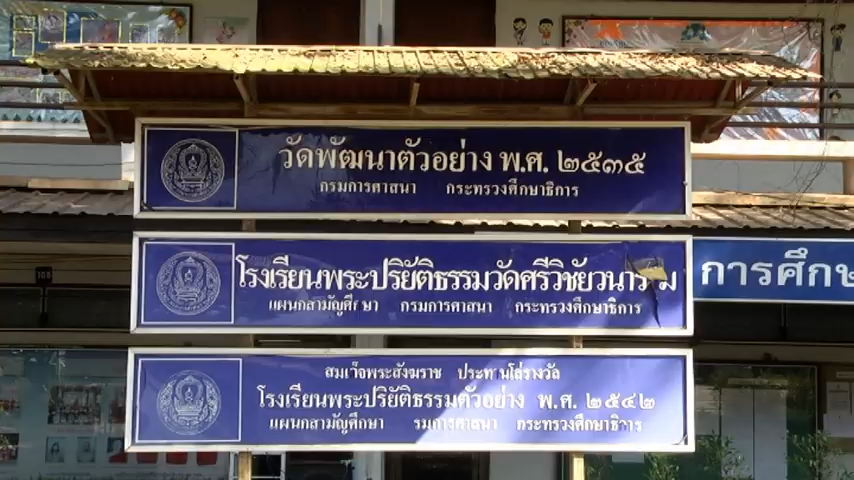 วัดพัฒนาตัวอย่าง พ.ศ. ๒๕๓๕
กรมการศาสนา กระทรวงศึกษาธิการ
โรงเรียนพระปริยัติธรรมวัดศรีวิชัยวนาราม
แผนกสามัญศึกษา กรมการศาสนา กระทรวงศึกษาธิการ
การศึกษ
สมเด็จพระสังฆราช ประทานโล่รางวัล
โรงเรียนพระปริยัติธรรมตัวอย่าง พ.ศ. ๒๕๔๒
แผนกสามัญศึกษา กรมการศาสนา กระทรวงศึกษาธิการ